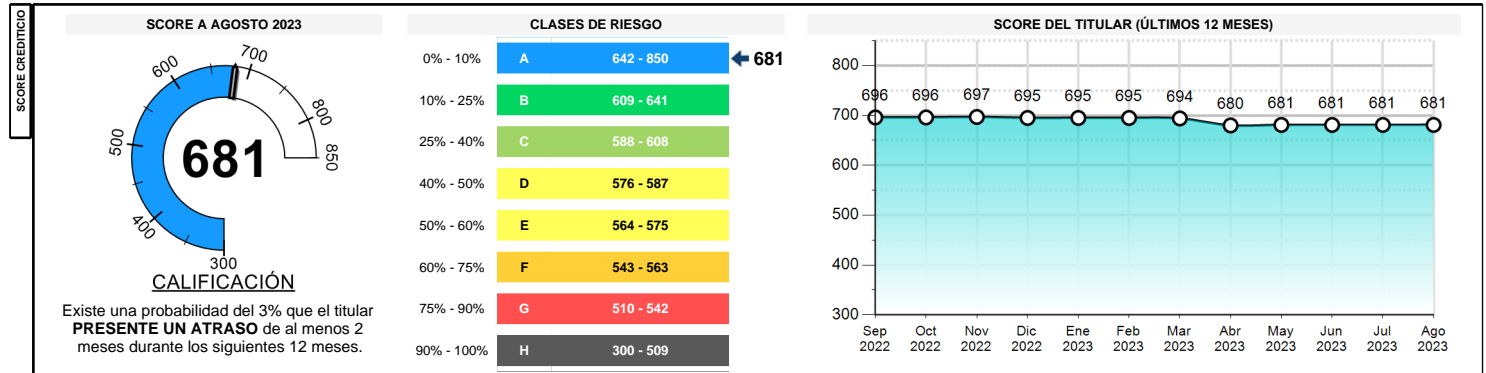 SCORE CREDITICIO
SCORE A AGOSTO 2023
300
400
500
600
700
800
850
681
CALIFICACIÓN
Existe una probabilidad del 3% que el titular
PRESENTE UN ATRASO de al menos 2
meses durante los siguientes 12 meses.
CLASES DE RIESGO
0% - 10% A 642 - 850 681
10% - 25% B 609 - 641
25% - 40% C 588 - 608
40% - 50% D 576 - 587
50% - 60% E 564 - 575
60% - 75% F 543 - 563
75% - 90% G 510 - 542
90% - 100% H 300 - 509
SCORE DEL TITULAR (ÚLTIMOS 12 MESES)
800
700
600
500
400
300
696 696 697 695 695 695 694 680 681 681 681 681
Sep Oct Nov Dic Ene Feb Mar Abr May Jun Jul Ago
2022 2022 2022 2022 2023 2023 2023 2023 2023 2023 2023 2023